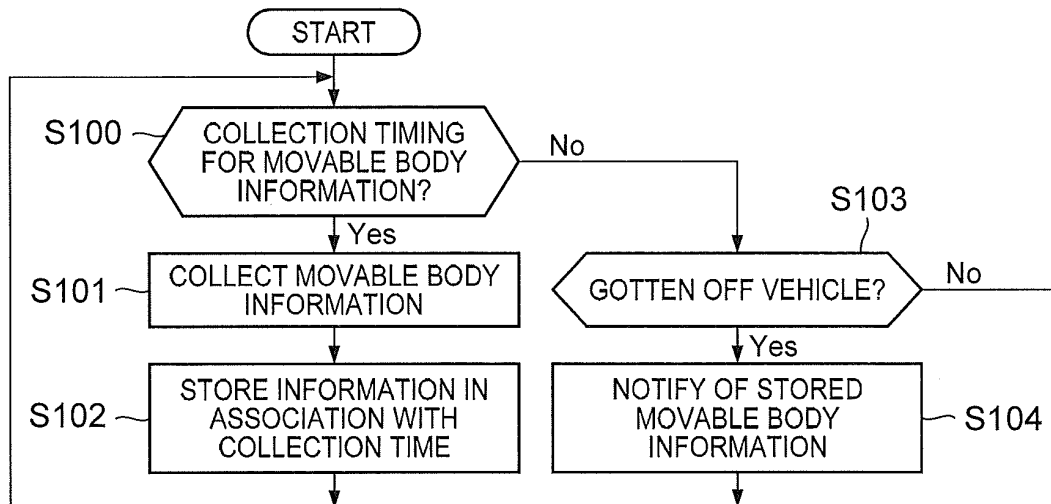 START
S100
COLLECTION TIMING
FOR MOVABLE BODY
INFORMATION?
No
Yes
S103
S101
COLLECT MOVABLE BODY
INFORMATION
GOTTEN OFF VEHICLE?
No
Yes
S102
STORE INFORMATION IN
ASSOCIATION WITH
COLLECTION TIME
NOTIFY OF STORED
MOVABLE BODY
INFORMATION
S104